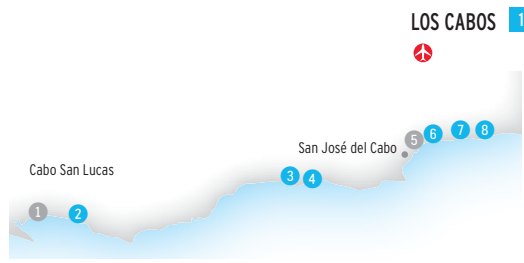 LOS CABOS 1
5 6 7 8
San José del Cabo
Cabo San Lucas
3 4
1 2